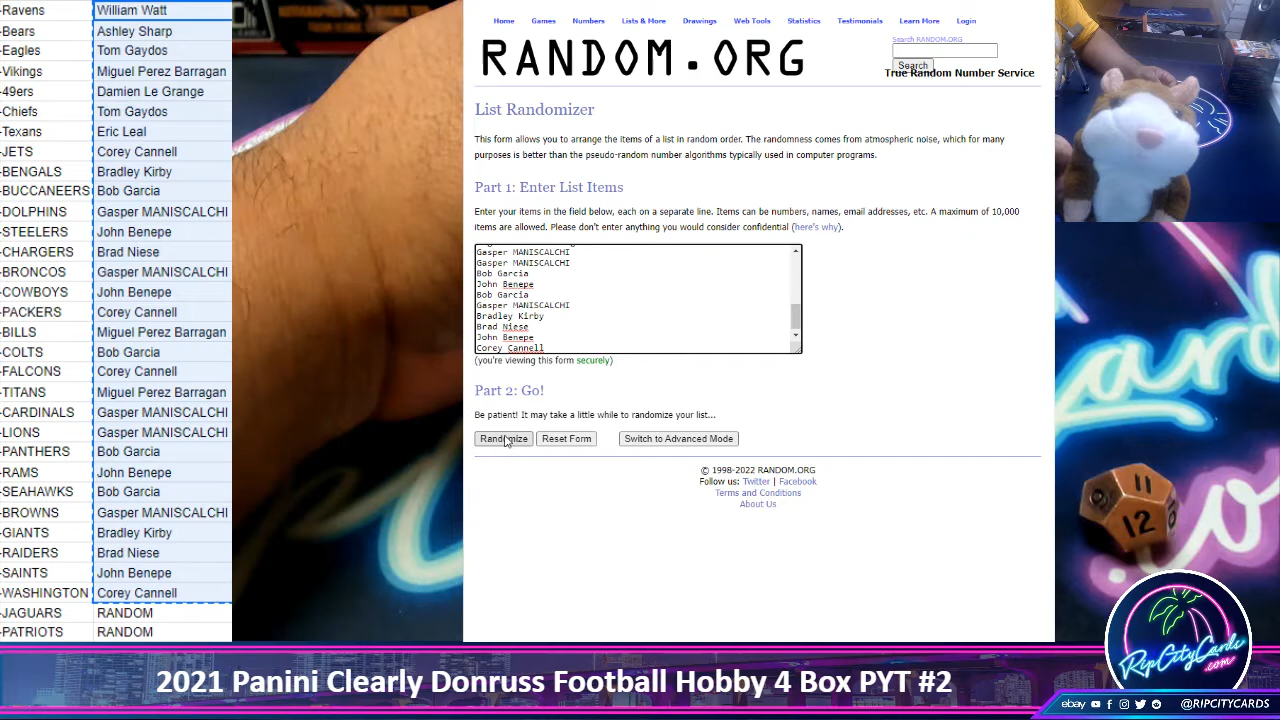 -Ravens William Watt
-Bears Ashley Sharp
-Eagles Tom Gaydos
-Vikings Miguel Perez Barragan
-49ers Damien Le Grange
-Chiefs Tom Gaydos
-Texans Eric Leal
-JETS Corey Cannell
-BENGALS Bradley Kirby
-BUCCANEERS Bob Garcia
-DOLPHINS Gasper MANISCALCHI
-STEELERS John Benepe
-CHARGERS Brad Niese
-BRONCOS Gasper MANISCALCHI
-COWBOYS John Benepe
-PACKERS Corey Cannell
-BILLS Miguel Perez Barragan
-COLTS Bob Garcia
-FALCONS Corey Cannell
-TITANS Miguel Perez Barragan
-CARDINALS Gasper MANISCALCHI
-LIONS Gasper MANISCALCHI
-PANTHERS Bob Garcia
-RAMS John Benepe
-SEAHAWKS Bob Garcia
-BROWNS Gasper MANISCALCHI
-GIANTS Bradley Kirby
-RAIDERS Brad Niese
-SAINTS John Benepe
-WASHINGTON Corey Cannell
-JAGUARS RANDOM
-PATRIOTS RANDOM
Home Games Numbers Lists & More Drawings Web Tools Statistics Testimonials Learn More Login
RANDOM.ORG
Search RANDOM.ORG
Search
True Random Number Service
List Randomizer
This form allows you to arrange the items of a list in random order. The randomness comes from atmospheric noise, which for many
purposes is better than the pseudo-random number algorithms typically used in computer programs.
Part 1: Enter List Items
Enter your items in the field below, each on a separate line. Items can be numbers, names, email addresses, etc. A maximum of 10,000
items are allowed. Please don't enter anything you would consider confidential (here's why).
Gasper MANISCALCHI
Gasper MANISCALCHI
Bob Garcia
John Benepe
Bob Garcia
Gasper MANISCALCHI
Bradley Kirby
Brad Niese
John Benepe
Corey Cannell
(you're viewing this form securely)
Part 2: Go!
Be patient! It may take a little while to randomize your list...
Randomize Reset Form Switch to Advanced Mode
© 1998-2022 RANDOM.ORG
Follow us: Twitter | Facebook
Terms and Conditions
About Us
11
12
RipCityCards
.com
2021 Panini Clearly Donruss Football Hobby 4 Box PYT #2
ebay @RIPCITYCARDS